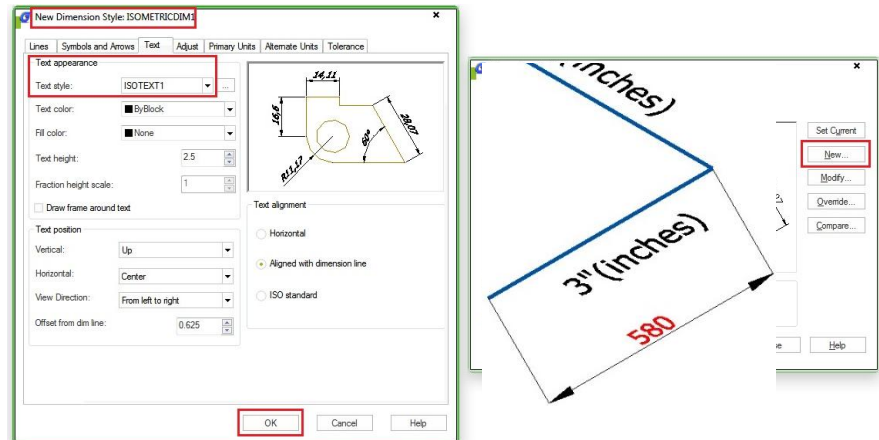 New Dimension Style: ISOMETRICDIM1
Lines Symbols and Arrows Text Adjust Primary Units Alternate Units Tolerance
Text appearance
Text style: ISOTEXT1 ...
Text color: ByBlock
Fill color: None
Text height: 2.5
Fraction height scale: 1
Draw frame around text
Text position
Vertical: Up
Horizontal: Center
View Direction: From left to right
Offset from dim line: 0.625
14,11
16,6
28,07
60°
R11,17
Text alignment
Horizontal
Aligned with dimension line
ISO standard
OK Cancel Help
(inches)
3"(inches)
580
Set Current
New...
Modify...
Override...
Compare...
Help